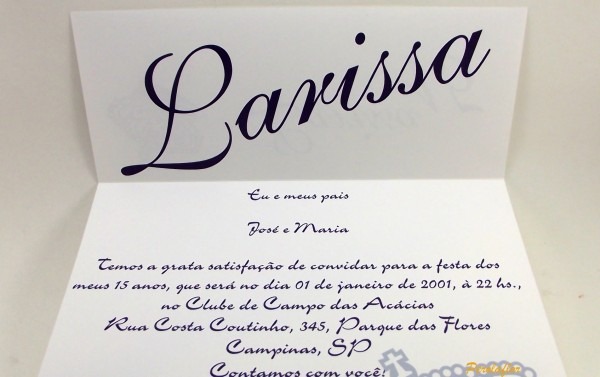 Larissa
Eu e meus pais
José e Maria
Temos a grata satisfação de convidar para a festa dos
meus 15 anos, que será no dia 01 de janeiro de 2001, à 22 hs.,
no Clube de Campo das Acácias
Rua Costa Coutinho, 345, Parque das Flores
Campinas, SP
Contamos com você!